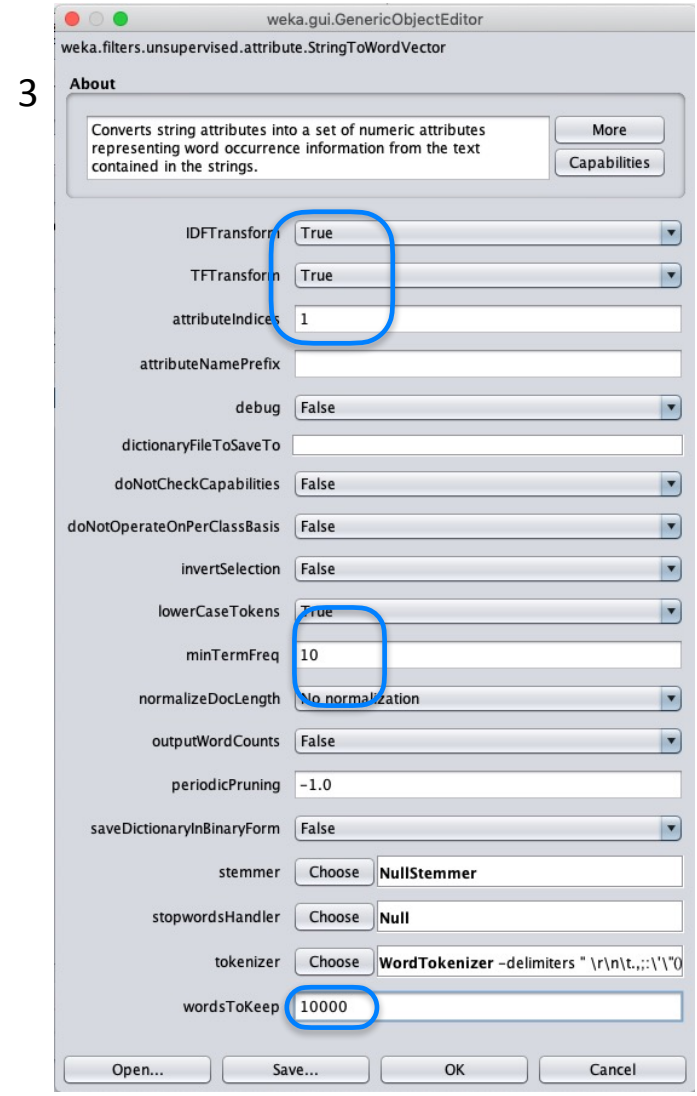 weka.gui.GenericObjectEditor
weka.filters.unsupervised.attribute.StringToWordVector
3
About
Converts string attributes into a set of numeric attributes
representing word occurrence information from the text
contained in the strings.
More
Capabilities
IDFTransform True
TFTransform True
attributeIndices 1
attributeNamePrefix
debug False
dictionaryFileToSaveTo
doNotCheckCapabilities False
doNotOperateOnPerClassBasis False
invertSelection False
lowerCaseTokens True
minTermFreq 10
normalizeDocLength No normalization
outputWordCounts False
periodicPruning -1.0
saveDictionaryInBinaryForm False
stemmer Choose NullStemmer
stopwordsHandler Choose Null
tokenizer Choose WordTokenizer -delimiters " \r\n\t.,;:\'\"()
wordsToKeep 10000
Open... Save... OK Cancel